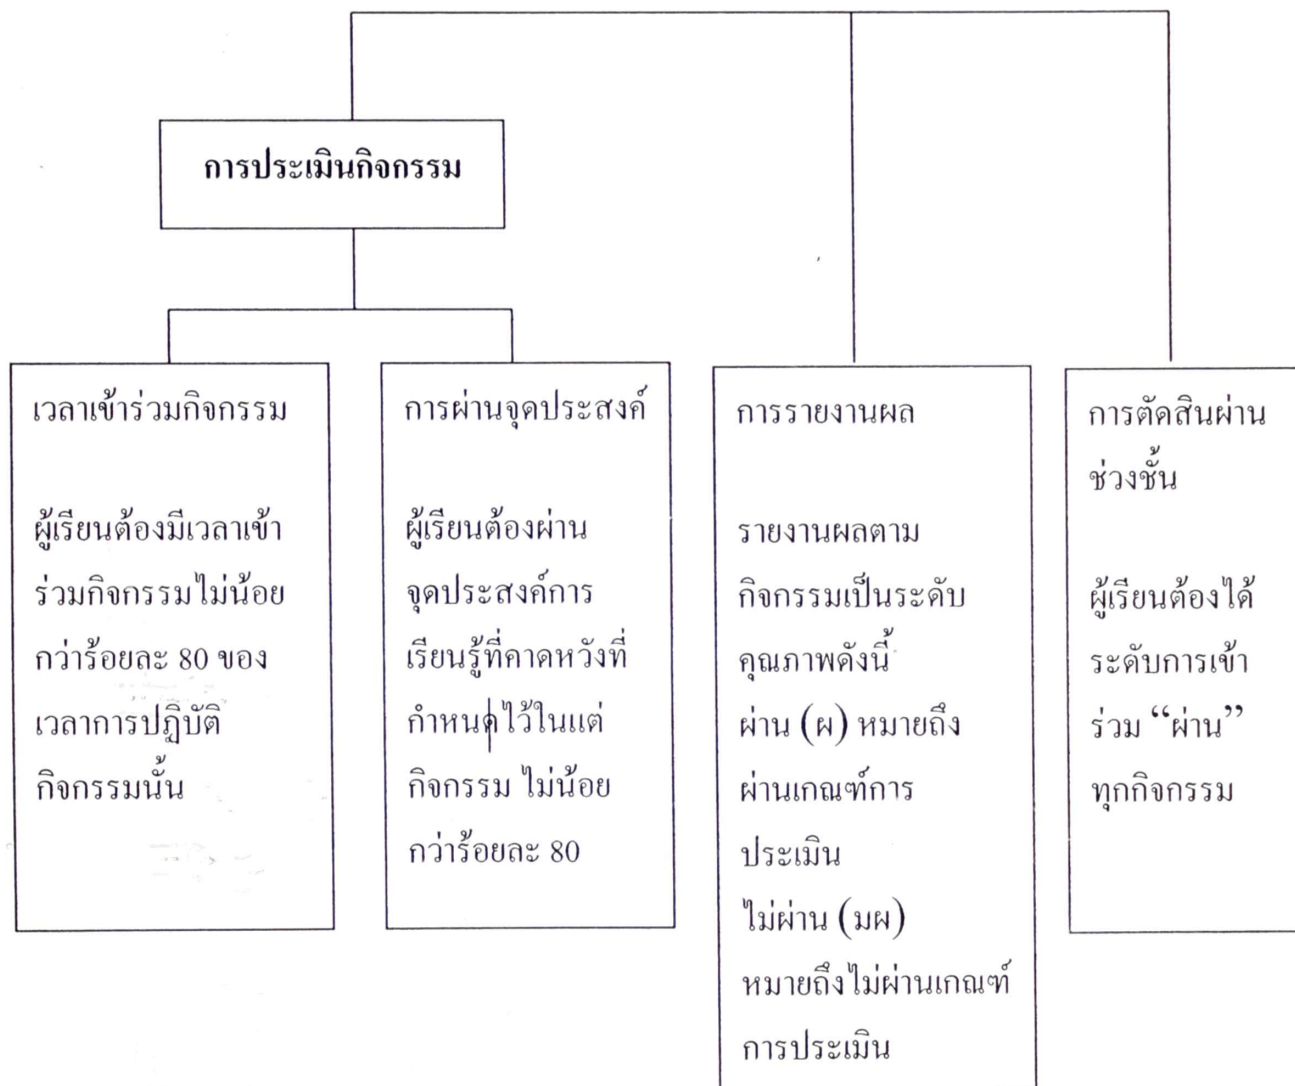 การประเมินกิจกรรม
เวลาเข้าร่วมกิจกรรม
ผู้เรียนต้องมีเวลาเข้า
ร่วมกิจกรรมไม่น้อย
กว่าร้อยละ 80 ของ
เวลาการปฏิบัติ
กิจกรรมนั้น
การผ่านจุดประสงค์
ผู้เรียนต้องผ่าน
จุดประสงค์การ
เรียนรู้ที่คาดหวังที่
กำหนดไว้ในแต่
กิจกรรม ไม่น้อย
กว่าร้อยละ 80
การรายงานผล
รายงานผลตาม
กิจกรรมเป็นระดับ
คุณภาพดังนี้
ผ่าน (ผ) หมายถึง
ผ่านเกณฑ์การ
ประเมิน
ไม่ผ่าน (มผ)
หมายถึงไม่ผ่านเกณฑ์
การประเมิน
การตัดสินผ่าน
ช่วงชั้น
ผู้เรียนต้องได้
ระดับการเข้า
ร่วม “ผ่าน”
ทุกกิจกรรม